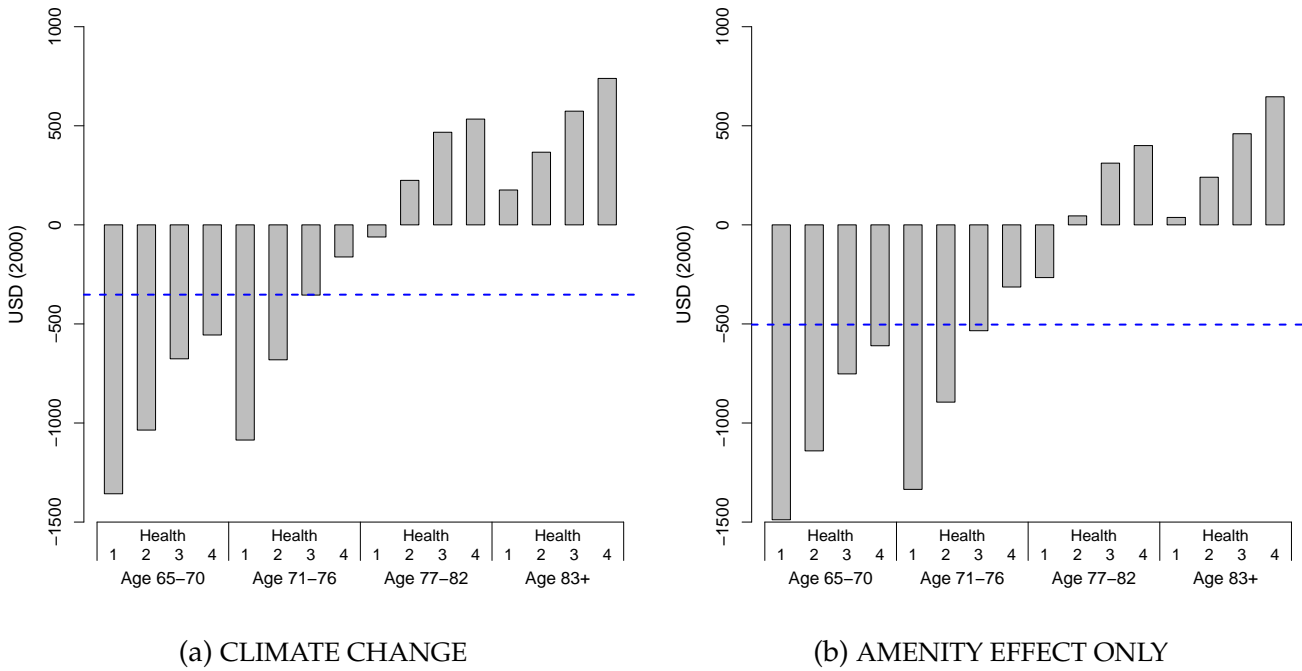 USD (2000)
1000
500
0
−500
−1000
−1500
Health
1 2 3 4
Age 65−70
Health
1 2 3 4
Age 71−76
Health
1 2 3 4
Age 77−82
Health
1 2 3 4
Age 83+
(a) CLIMATE CHANGE
USD (2000)
1000
500
0
−500
−1000
−1500
Health
1 2 3 4
Age 65−70
Health
1 2 3 4
Age 71−76
Health
1 2 3 4
Age 77−82
Health
1 2 3 4
Age 83+
(b) AMENITY EFFECT ONLY